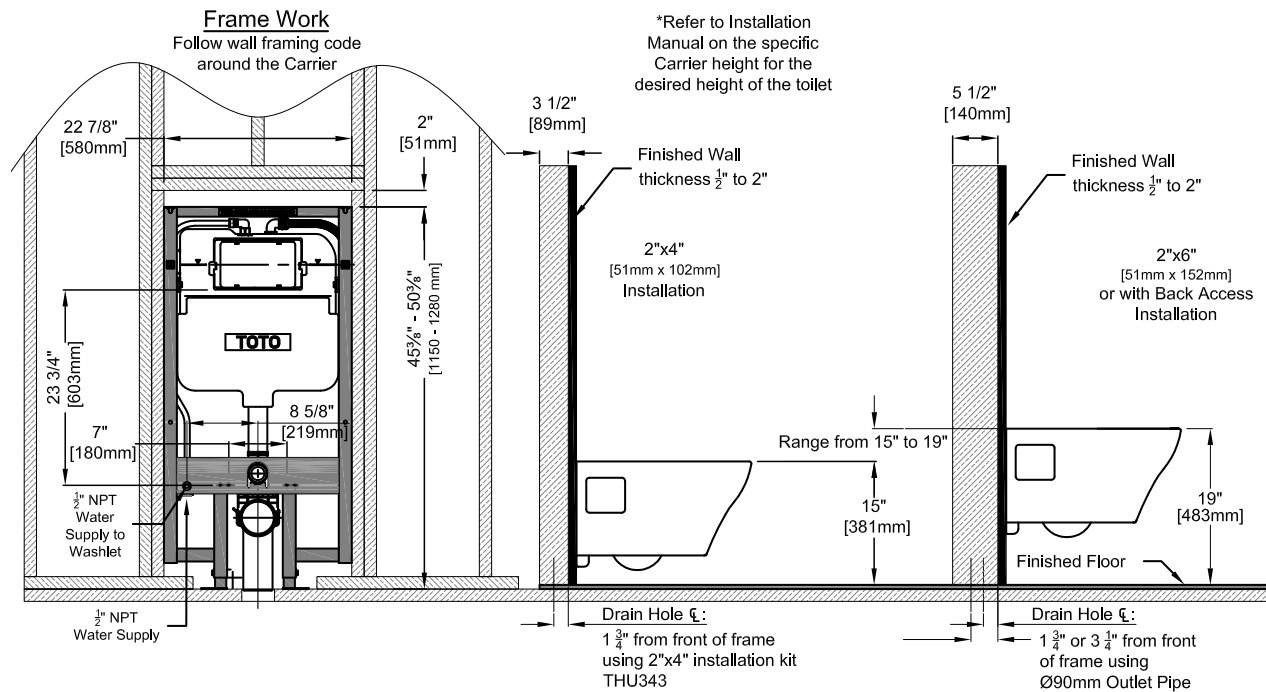 Frame Work
Follow wall framing code
around the Carrier
*Refer to Installation
Manual on the specific
Carrier height for the
desired height of the toilet
22 7/8"
[580mm]
2"
[51mm]
3 1/2"
[89mm]
5 1/2"
[140mm]
Finished Wall
thickness ½" to 2"
Finished Wall
thickness ½" to 2"
2"x4"
[51mm x 102mm]
Installation
2"x6"
[51mm x 152mm]
or with Back Access
Installation
45⅜" - 50⅜"
[1150 - 1280 mm]
TOTO
23 3/4"
[603mm]
8 5/8"
[219mm]
7"
[180mm]
Range from 15" to 19"
15"
[381mm]
19"
[483mm]
½" NPT
Water
Supply to
Washlet
½" NPT
Water Supply
Finished Floor
Drain Hole ℄:
1 ¾" from front of frame
using 2"x4" installation kit
THU343
Drain Hole ℄:
1 ¾" or 3 ¼" from front
of frame using
Ø90mm Outlet Pipe